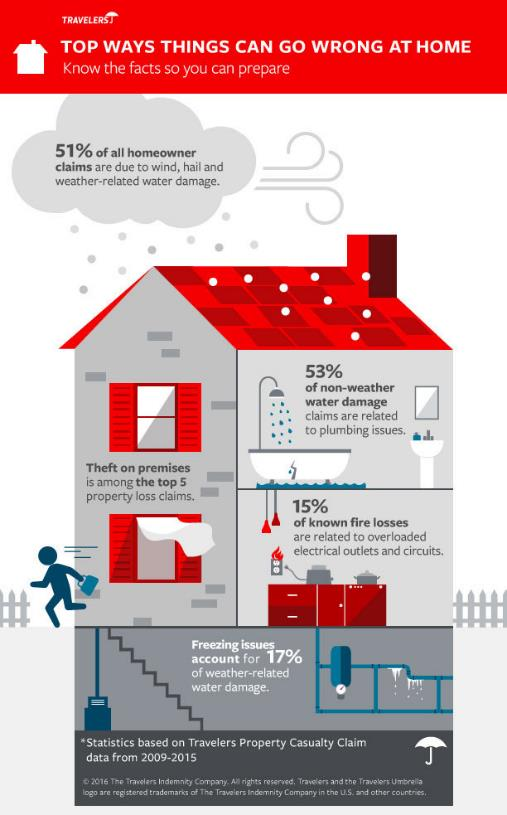 TRAVELERS
TOP WAYS THINGS CAN GO WRONG AT HOME
Know the facts so you can prepare
51% of all homeowner
claims are due to wind, hail and
weather-related water damage.
53%
of non-weather
water damage
claims are related
to plumbing issues.
Theft on premises
is among the top 5
property loss claims.
15%
of known fire losses
are related to overloaded
electrical outlets and circuits.
Freezing issues
account for 17%
of weather-related
water damage.
*Statistics based on Travelers Property Casualty Claim
data from 2009-2015
© 2016 The Travelers Indemnity Company. All rights reserved. Travelers and the Travelers Umbrella
logo are registered trademarks of The Travelers Indemnity Company in the U.S. and other countries.